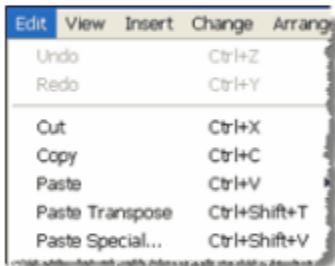 Edit View Insert Change Arrang
Undo Ctrl+Z
Redo Ctrl+Y
Cut Ctrl+X
Copy Ctrl+C
Paste Ctrl+V
Paste Transpose Ctrl+Shift+T
Paste Special... Ctrl+Shift+V